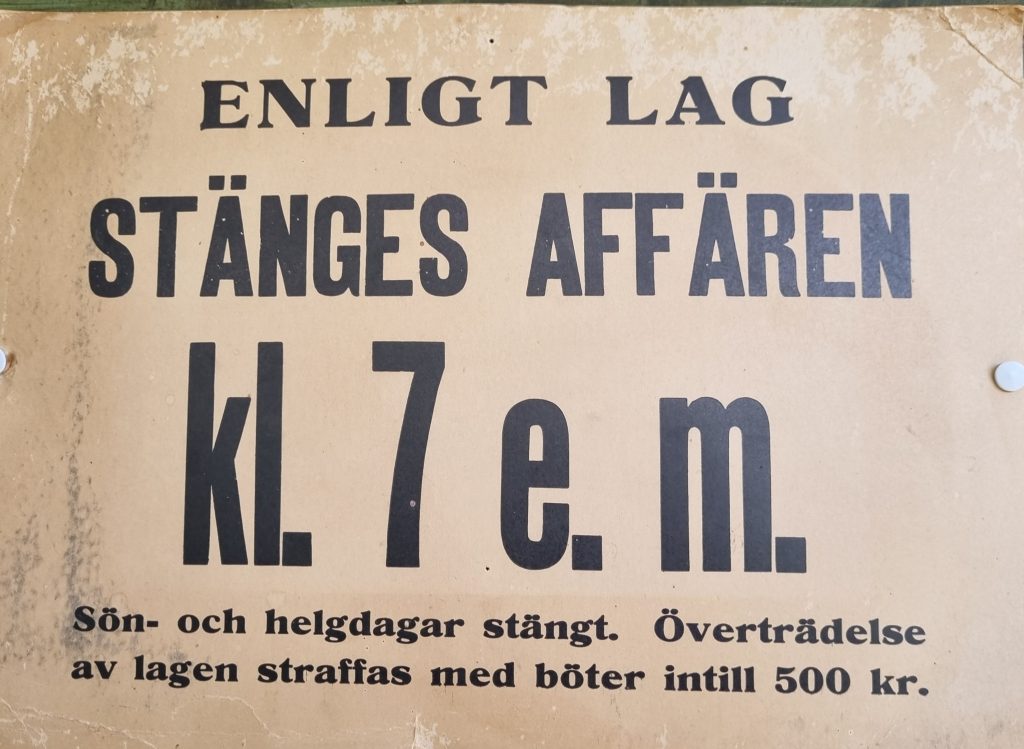 ENLIGT LAG
STÄNGES AFFÄREN
kl. 7 e. m.
Sön- och helgdagar stängt. Överträdelse
av lagen straffas med böter intill 500 kr.